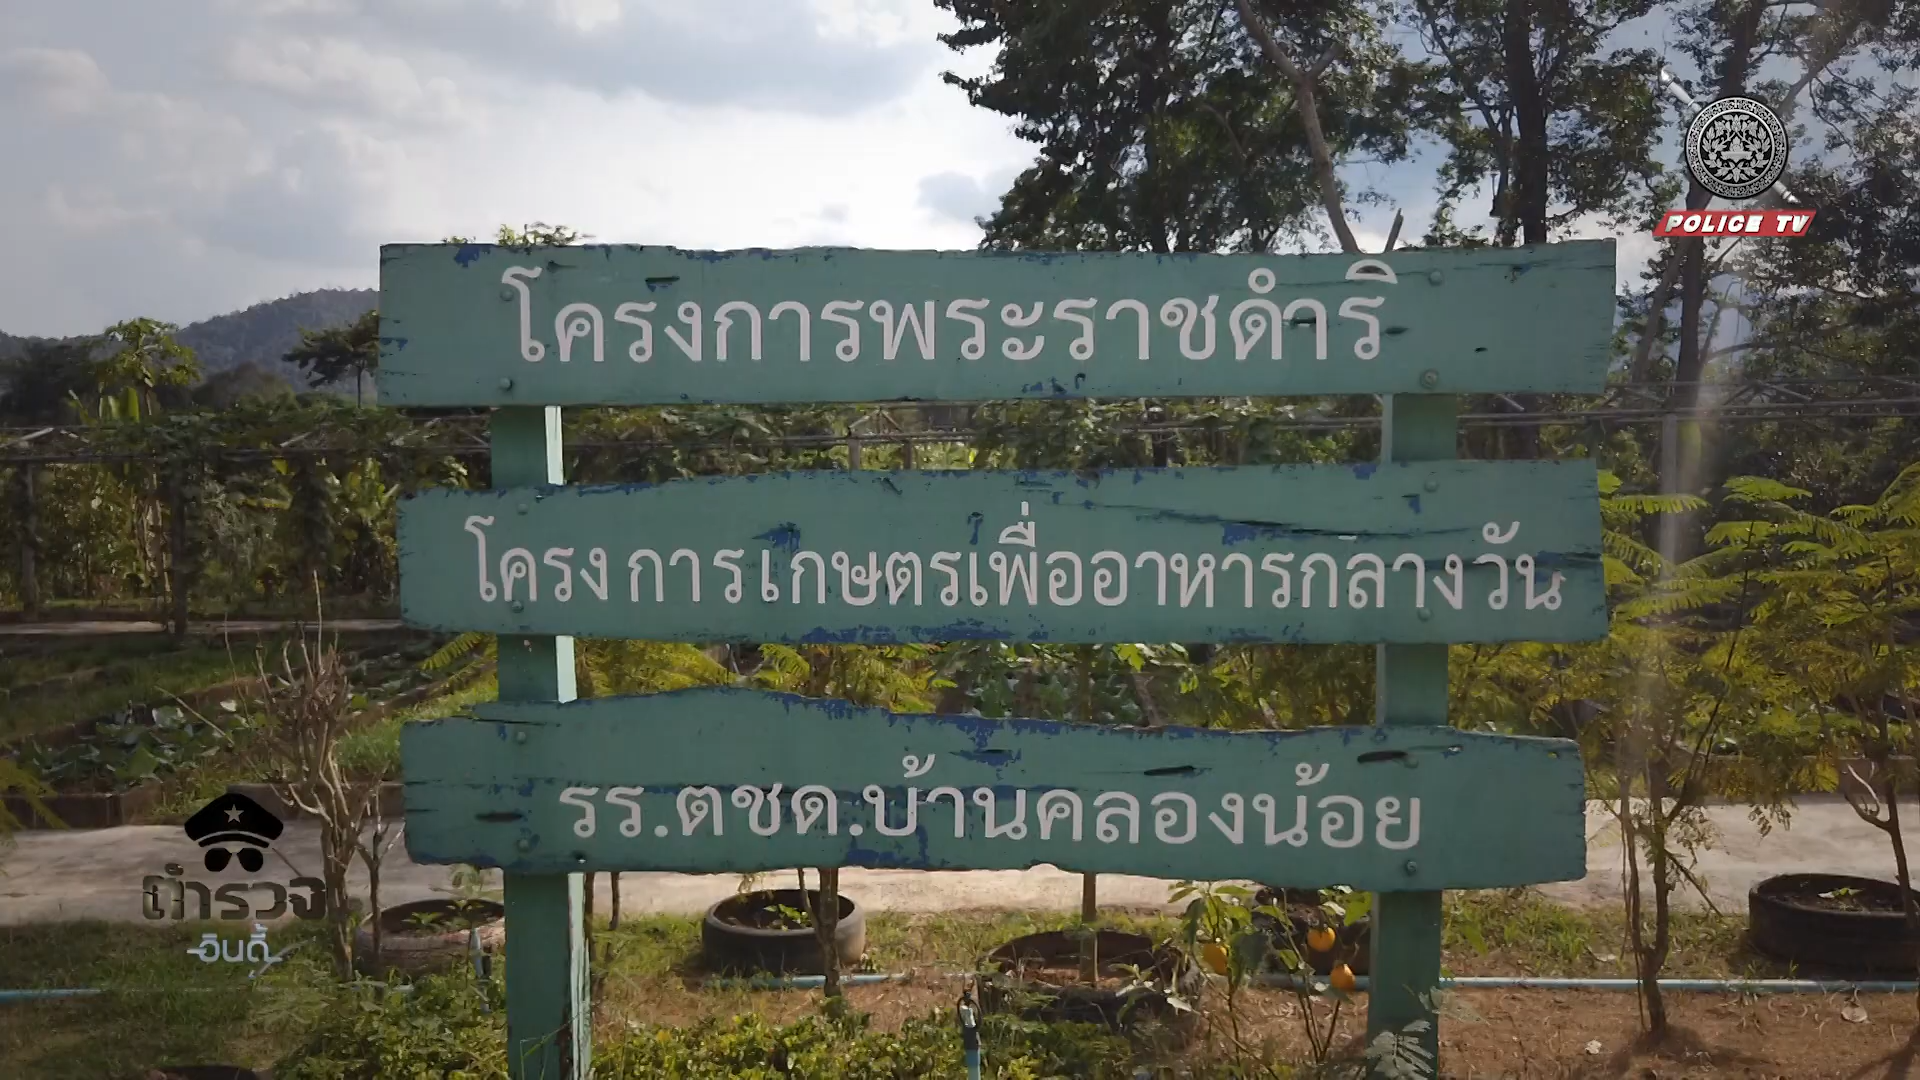 POLICE TV
โครงการพระราชดำริ
โครงการเกษตรเพื่ออาหารกลางวัน
รร.ตชด.บ้านคลองน้อย
ตำรวจ
อินดี้